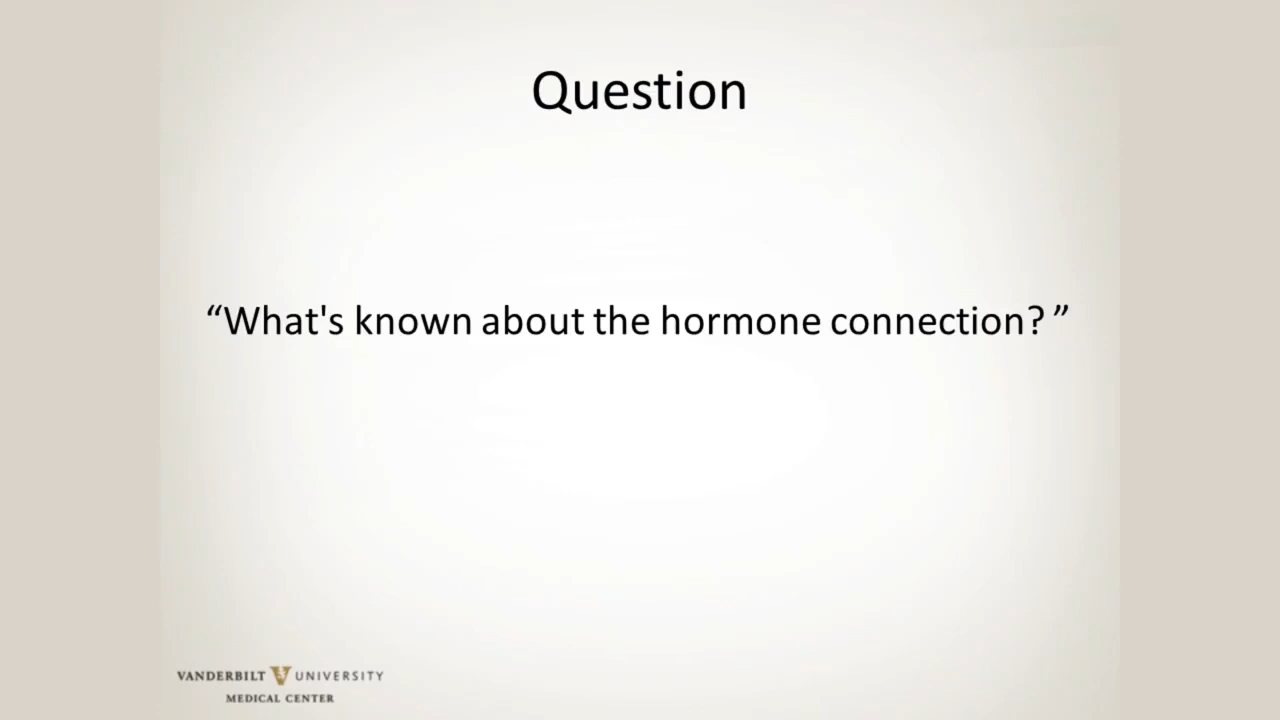 Question
“What's known about the hormone connection? ”
VANDERBILT V UNIVERSITY
MEDICAL CENTER